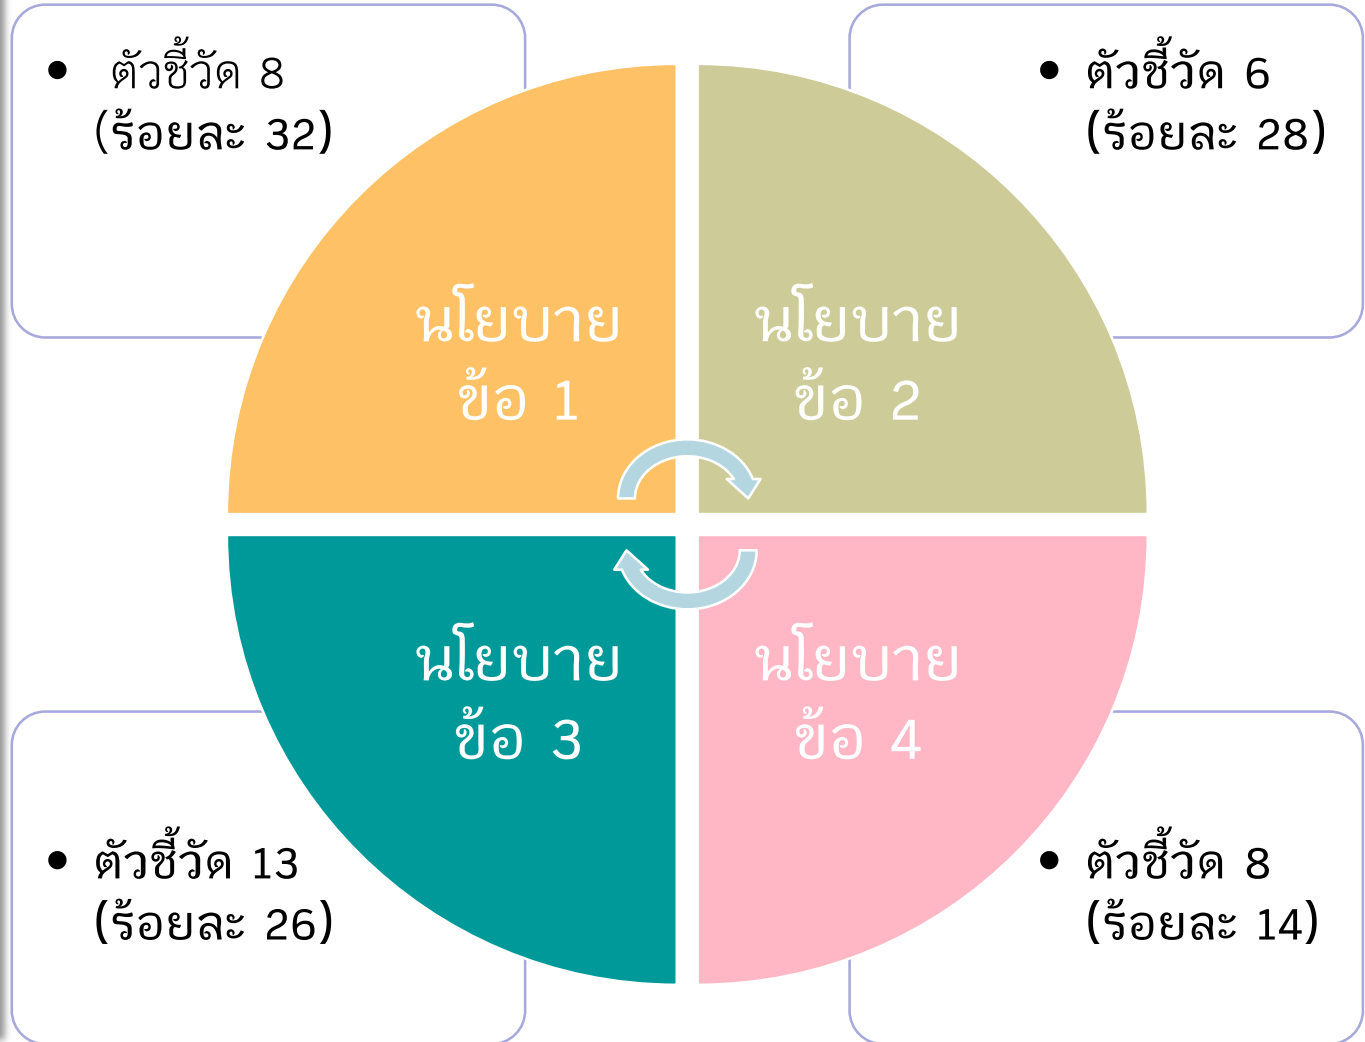 • ตัวชี้วัด 8
(ร้อยละ 32)
• ตัวชี้วัด 6
(ร้อยละ 28)
นโยบาย
ข้อ 1
นโยบาย
ข้อ 2
นโยบาย
ข้อ 3
นโยบาย
ข้อ 4
• ตัวชี้วัด 13
(ร้อยละ 26)
• ตัวชี้วัด 8
(ร้อยละ 14)